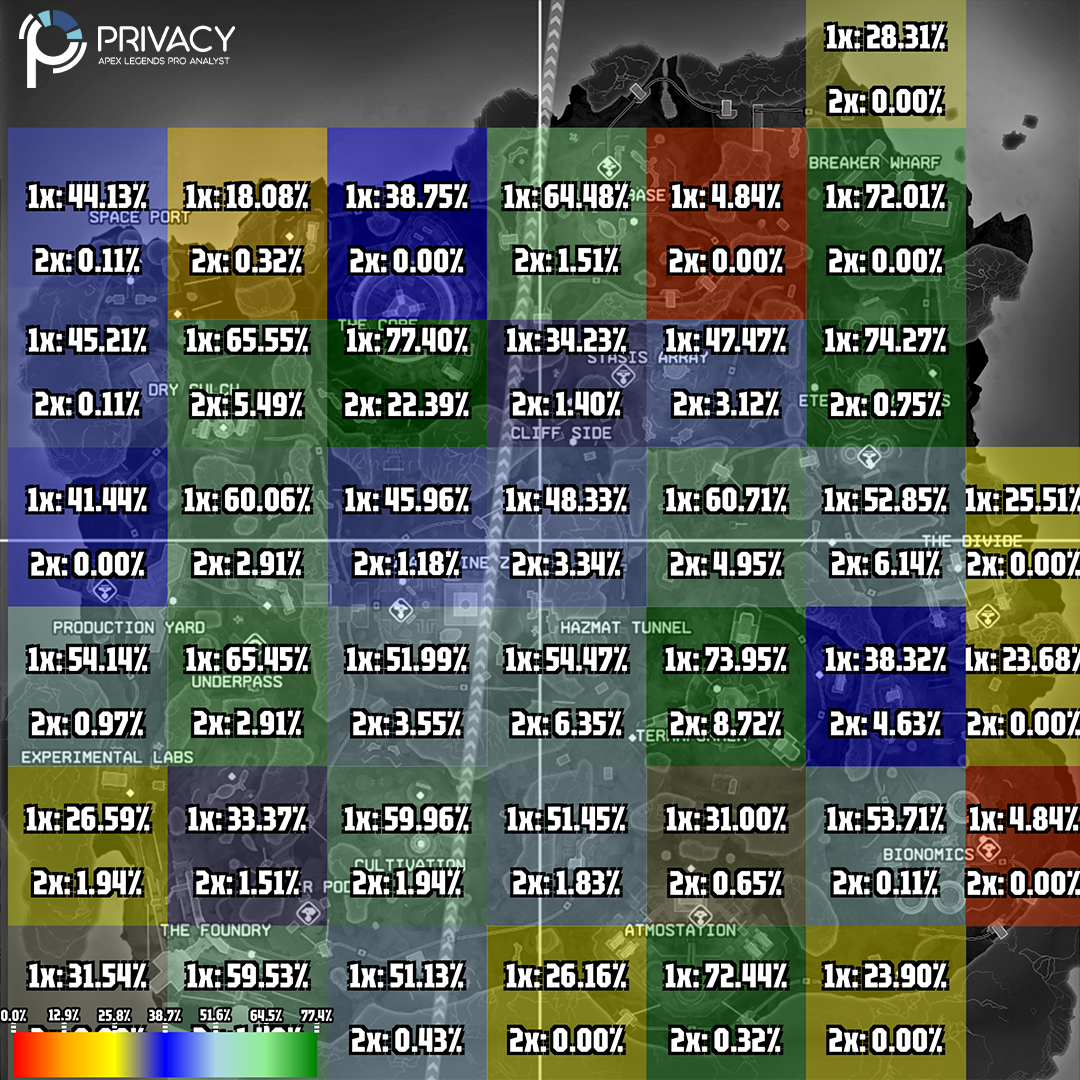 PRIVACY
APEX LEGENDS PRO ANALYST
1x: 28.31%
2x: 0.00%
BREAKER WHARF
1x: 44.13% 1x: 18.08% 1x: 38.75% 1x: 64.48% BASE 1x: 4.84% 1x: 72.01%
SPACE PORT
2x: 0.11% 2x: 0.32% 2x: 0.00% 2x: 1.51% 2x: 0.00% 2x: 0.00%
THE CORE
1x: 45.21% 1x: 65.55% 1x: 77.40% 1x: 34.23% 1x: 47.47% 1x: 74.27%
STASIS ARRAY
DRY GULCH
2x: 0.11% 2x: 5.49% 2x: 22.39% 2x: 1.40% 2x: 3.12% 2x: 0.75%
CLIFF SIDE
1x: 41.44% 1x: 60.06% 1x: 45.96% 1x: 48.33% 1x: 60.71% 1x: 52.85% 1x: 25.51%
THE DIVIDE
2x: 0.00% 2x: 2.91% 2x: 1.18% 2x: 3.34% 2x: 4.95% 2x: 6.14% 2x: 0.00%
PRODUCTION YARD HAZMAT TUNNEL
1x: 54.14% 1x: 65.45% 1x: 51.99% 1x: 54.47% 1x: 73.95% 1x: 38.32% 1x: 23.68%
UNDERPASS
2x: 0.97% 2x: 2.91% 2x: 3.55% 2x: 6.35% 2x: 8.72% 2x: 4.63% 2x: 0.00%
EXPERIMENTAL LABS
1x: 26.59% 1x: 33.37% 1x: 59.96% 1x: 51.45% 1x: 31.00% 1x: 53.71% 1x: 4.84%
CULTIVATION BIONOMICS
2x: 1.94% 2x: 1.51% 2x: 1.94% 2x: 1.83% 2x: 0.65% 2x: 0.11% 2x: 0.00%
THE FOUNDRY ATMOSTATION
1x: 31.54% 1x: 59.53% 1x: 51.13% 1x: 26.16% 1x: 72.44% 1x: 23.90%
0.0% 12.9% 25.8% 38.7% 51.6% 64.5% 77.4%
2x: 0.43% 2x: 0.00% 2x: 0.32% 2x: 0.00%